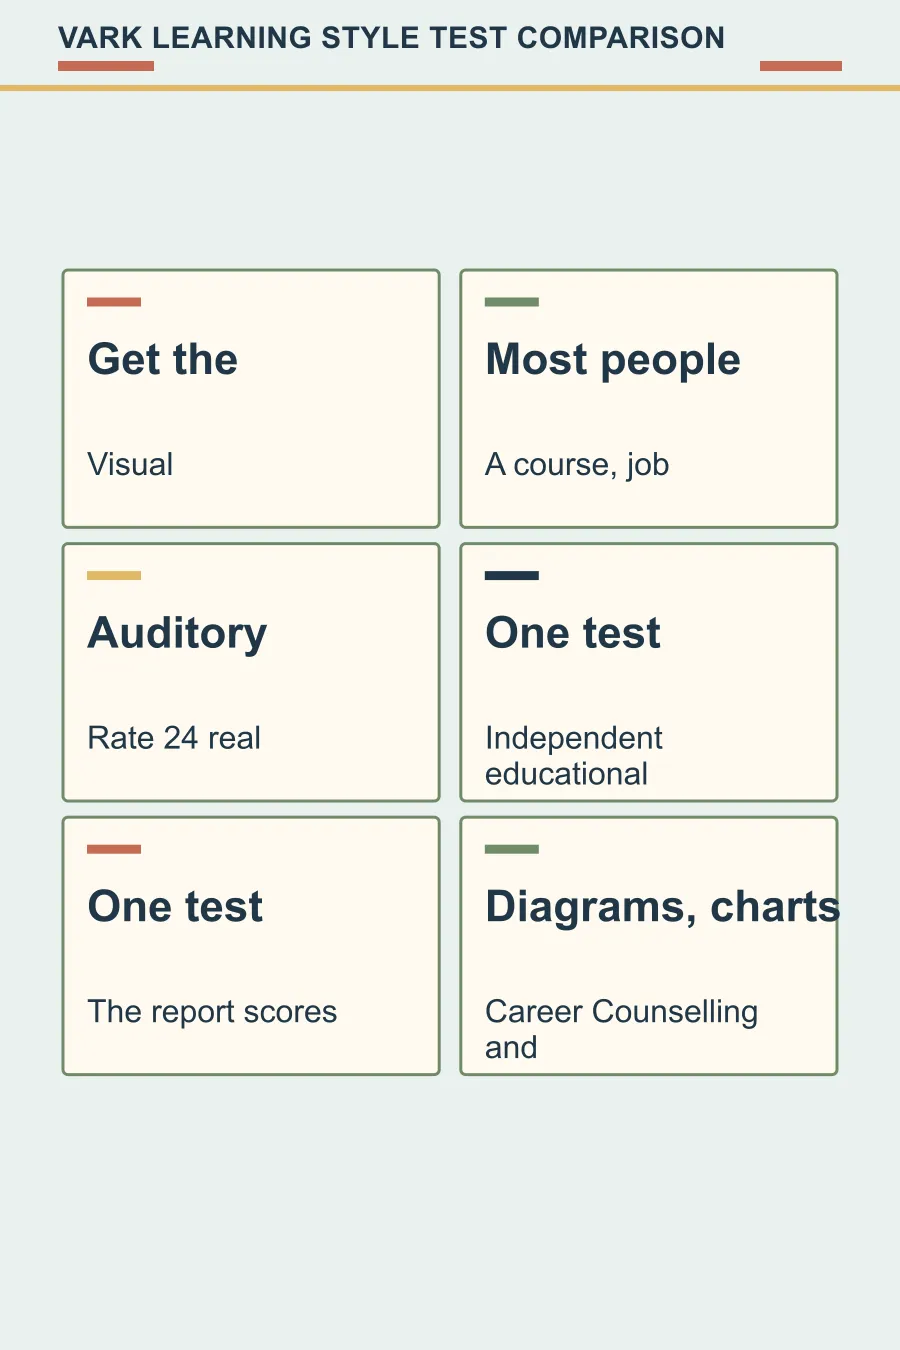 VARK LEARNING STYLE TEST COMPARISON
Get the
Visual
Most people
A course, job
Auditory
Rate 24 real
One test
Independent
educational
One test
The report scores
Diagrams, charts
Career Counselling
and